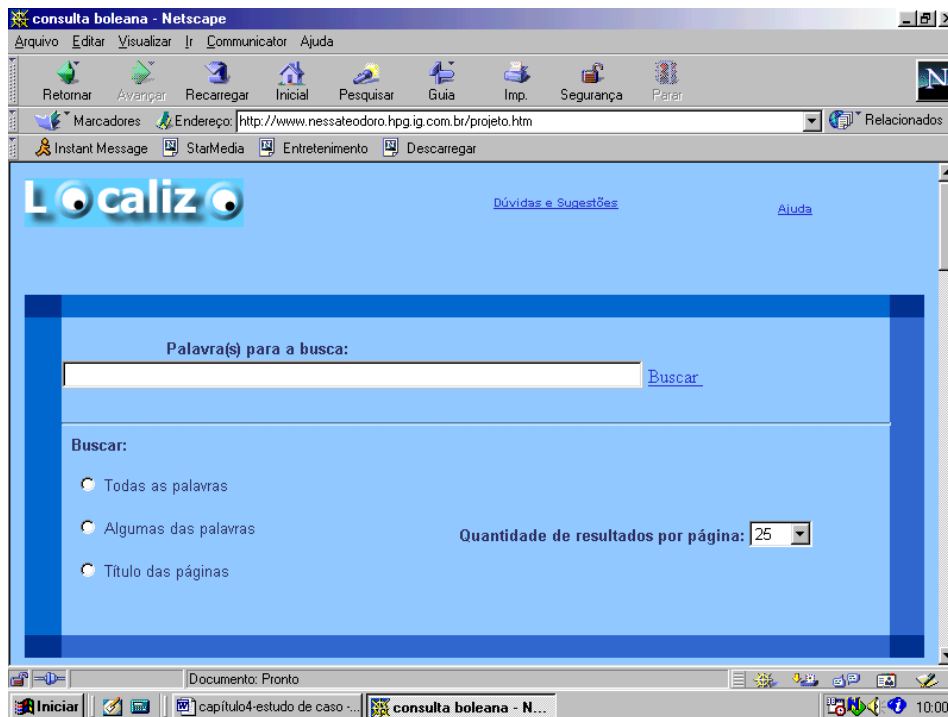 consulta boleana - Netscape
Arquivo Editar Visualizar Ir Communicator Ajuda
Retornar Avançar Recarregar Inicial Pesquisar Guia Imp. Segurança Parar
N
Marcadores Endereço: http://www.nessateodoro.hpg.ig.com.br/projeto.htm Relacionados
Instant Message StarMedia Entretenimento Descarregar
Localizo
Dúvidas e Sugestões Ajuda
Palavra(s) para a busca:
Buscar
Buscar:
Todas as palavras
Algumas das palavras
Quantidade de resultados por página: 25
Título das páginas
Documento: Pronto
Iniciar capítulo4-estudo de caso -... consulta boleana - N... 10:00